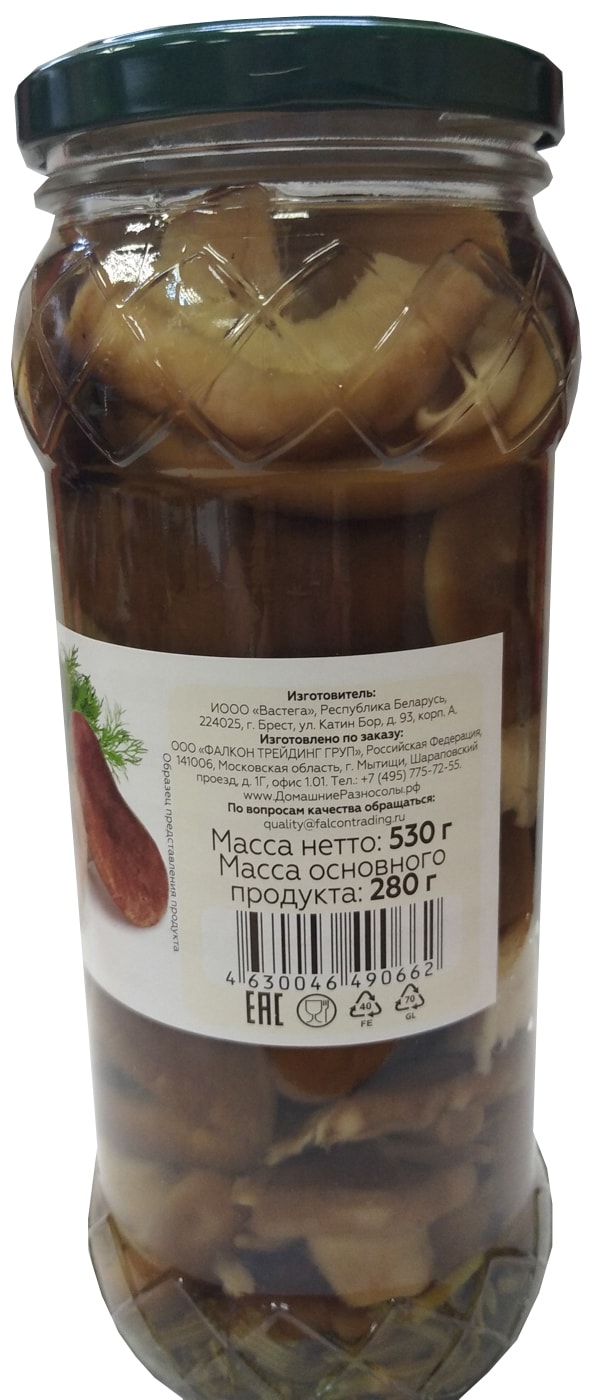 Изготовитель:
ИООО «Вастега», Республика Беларусь,
224025, г. Брест, ул. Катин Бор, д. 93, корп. А.
Изготовлено по заказу:
ООО «ФАЛКОН ТРЕЙДИНГ ГРУП», Российская Федерация,
141006, Московская область, г. Мытищи, Шараповский
проезд, д. 1Г, офис 1.01. Тел.: +7 (495) 775-72-55.
www.ДомашниеРазносолы.рф
По вопросам качества обращаться:
quality@falcontrading.ru
Масса нетто: 530 г
Масса основного
продукта: 280 г
4 630046 490662
EAC
40
FE
70
GL
Образец представления продукта